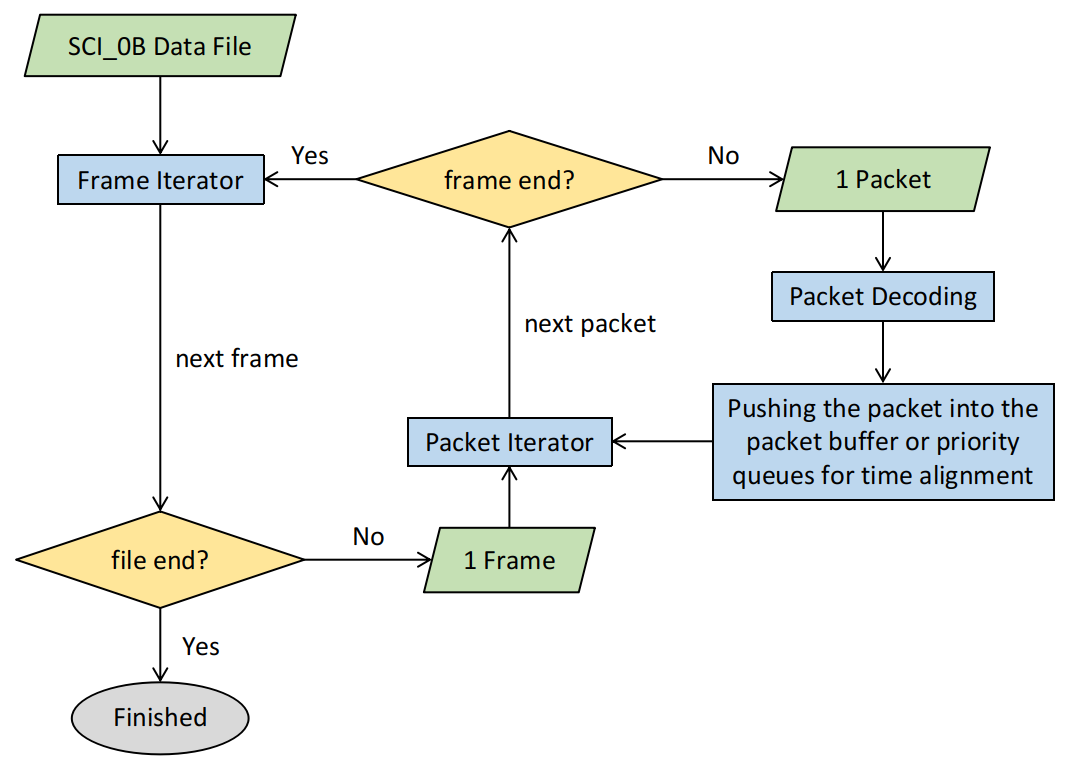 SCI_0B Data File
Frame Iterator
Yes
frame end?
No
1 Packet
Packet Decoding
next packet
next frame
Pushing the packet into the
packet buffer or priority
queues for time alignment
Packet Iterator
file end?
No
1 Frame
Yes
Finished